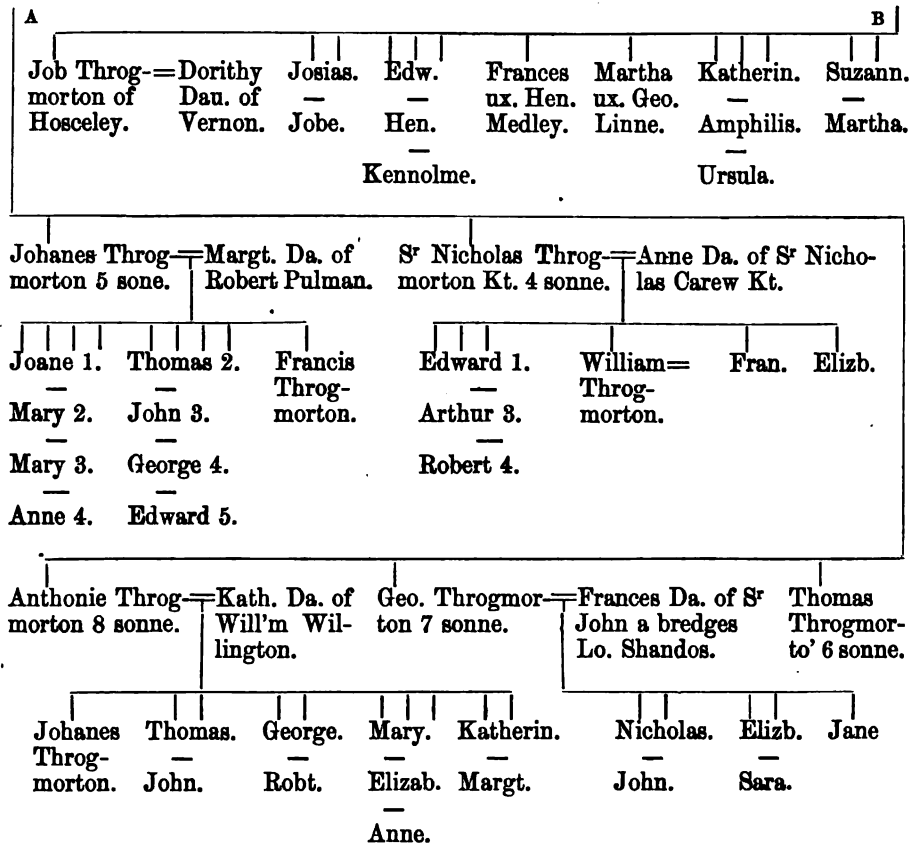 A B
Job Throg-=Dorithy Josias. Edw. Frances Martha Katherin. Suzann.
morton of Dau. of — — ux. Hen. ux. Geo. — —
Hosceley. Vernon. Jobe. Hen. Medley. Linne. Amphilis. Martha.
— —
Kennolme. Ursula.
Johanes Throg-=Margt. Da. of Sʳ Nicholas Throg-=Anne Da. of Sʳ Nicho-
morton 5 sone. Robert Pulman. morton Kt. 4 sonne. las Carew Kt.
Joane 1. Thomas 2. Francis Edward 1. William= Fran. Elizb.
— — Throg- — Throg-
Mary 2. John 3. morton. Arthur 3. morton.
— — —
Mary 3. George 4. Robert 4.
— —
Anne 4. Edward 5.
Anthonie Throg-=Kath. Da. of Geo. Throgmor-=Frances Da. of Sʳ Thomas
morton 8 sonne. Will'm Wil- ton 7 sonne. John a bredges Throgmor-
lington. Lo. Shandos. to' 6 sonne.
Johanes Thomas. George. Mary. Katherin. Nicholas. Elizb. Jane
Throg- — — — — — —
morton. John. Robt. Elizab. Margt. John. Sara.
—
Anne.